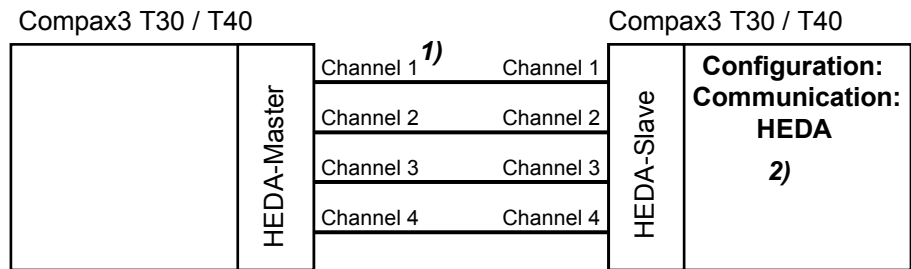 Compax3 T30 / T40
Compax3 T30 / T40
HEDA-Master
Channel 1 1) Channel 1
Channel 2 Channel 2
Channel 3 Channel 3
Channel 4 Channel 4
HEDA-Slave
Configuration:
Communication:
HEDA
2)